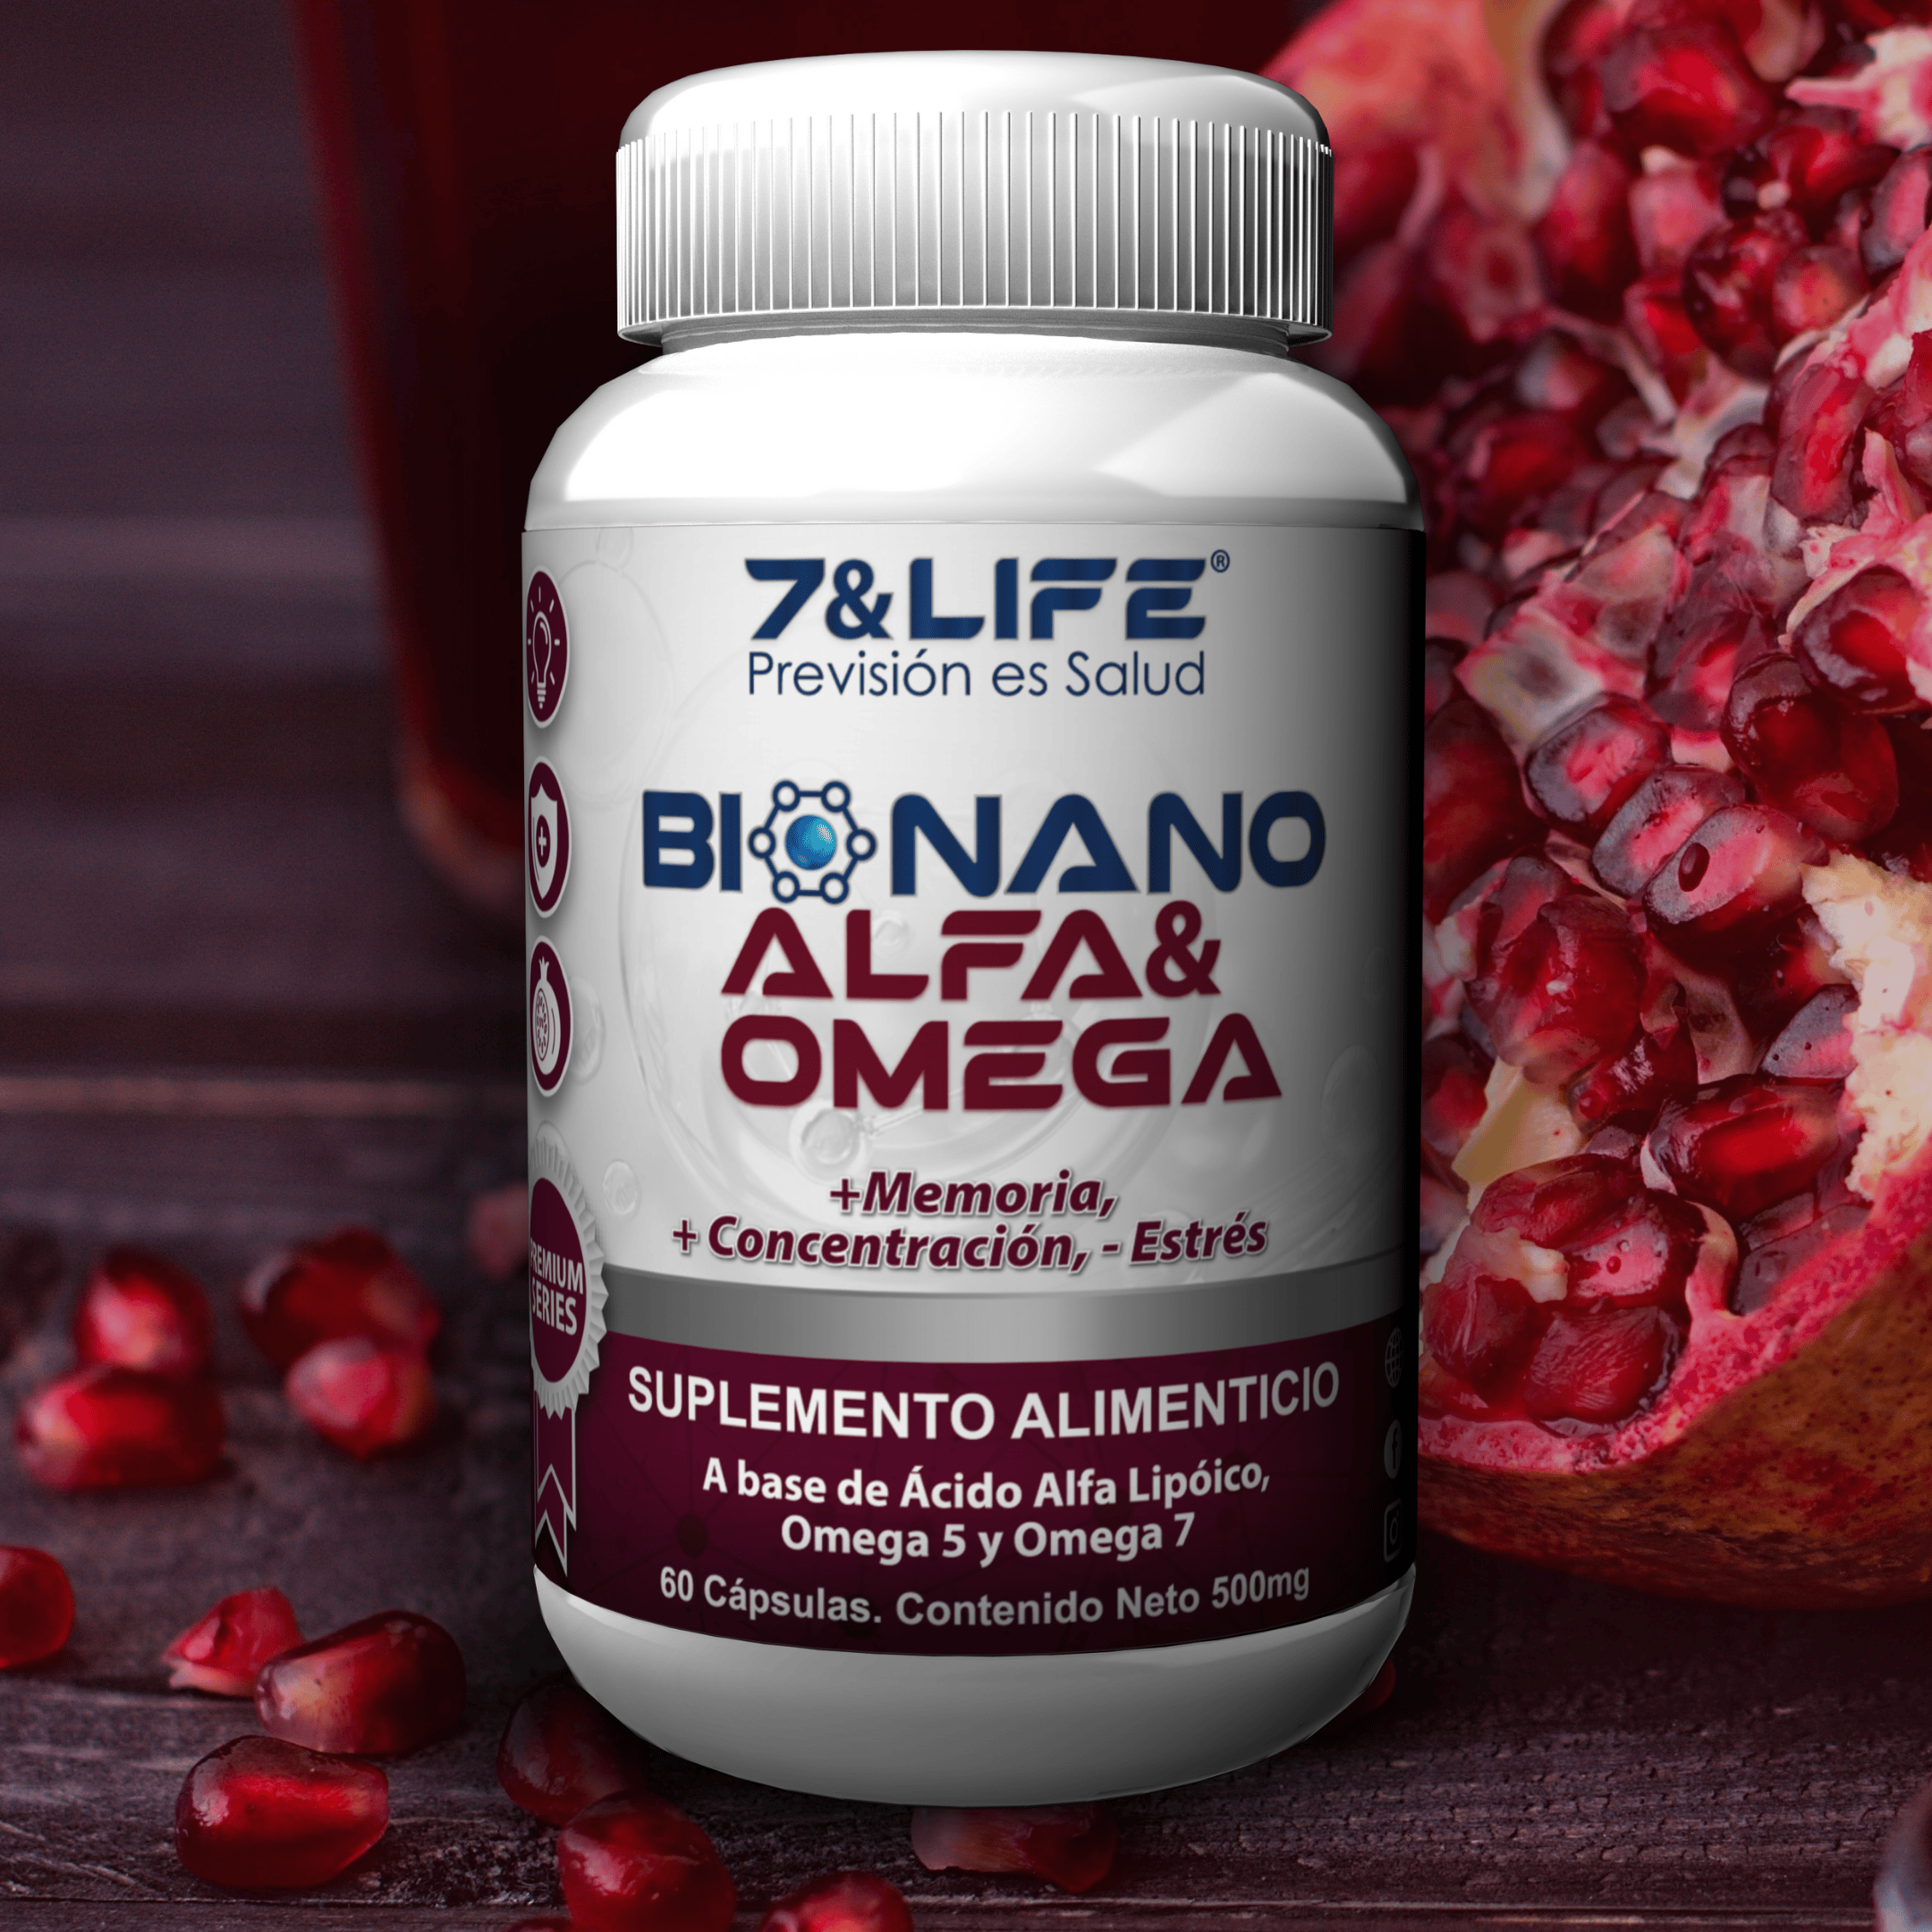 7&LIFE®
Previsión es Salud
BIONANO
ALFA&
OMEGA
+Memoria,
+ Concentración, - Estrés
PREMIUM
SERIES
SUPLEMENTO ALIMENTICIO
A base de Ácido Alfa Lipóico,
Omega 5 y Omega 7
60 Cápsulas. Contenido Neto 500mg